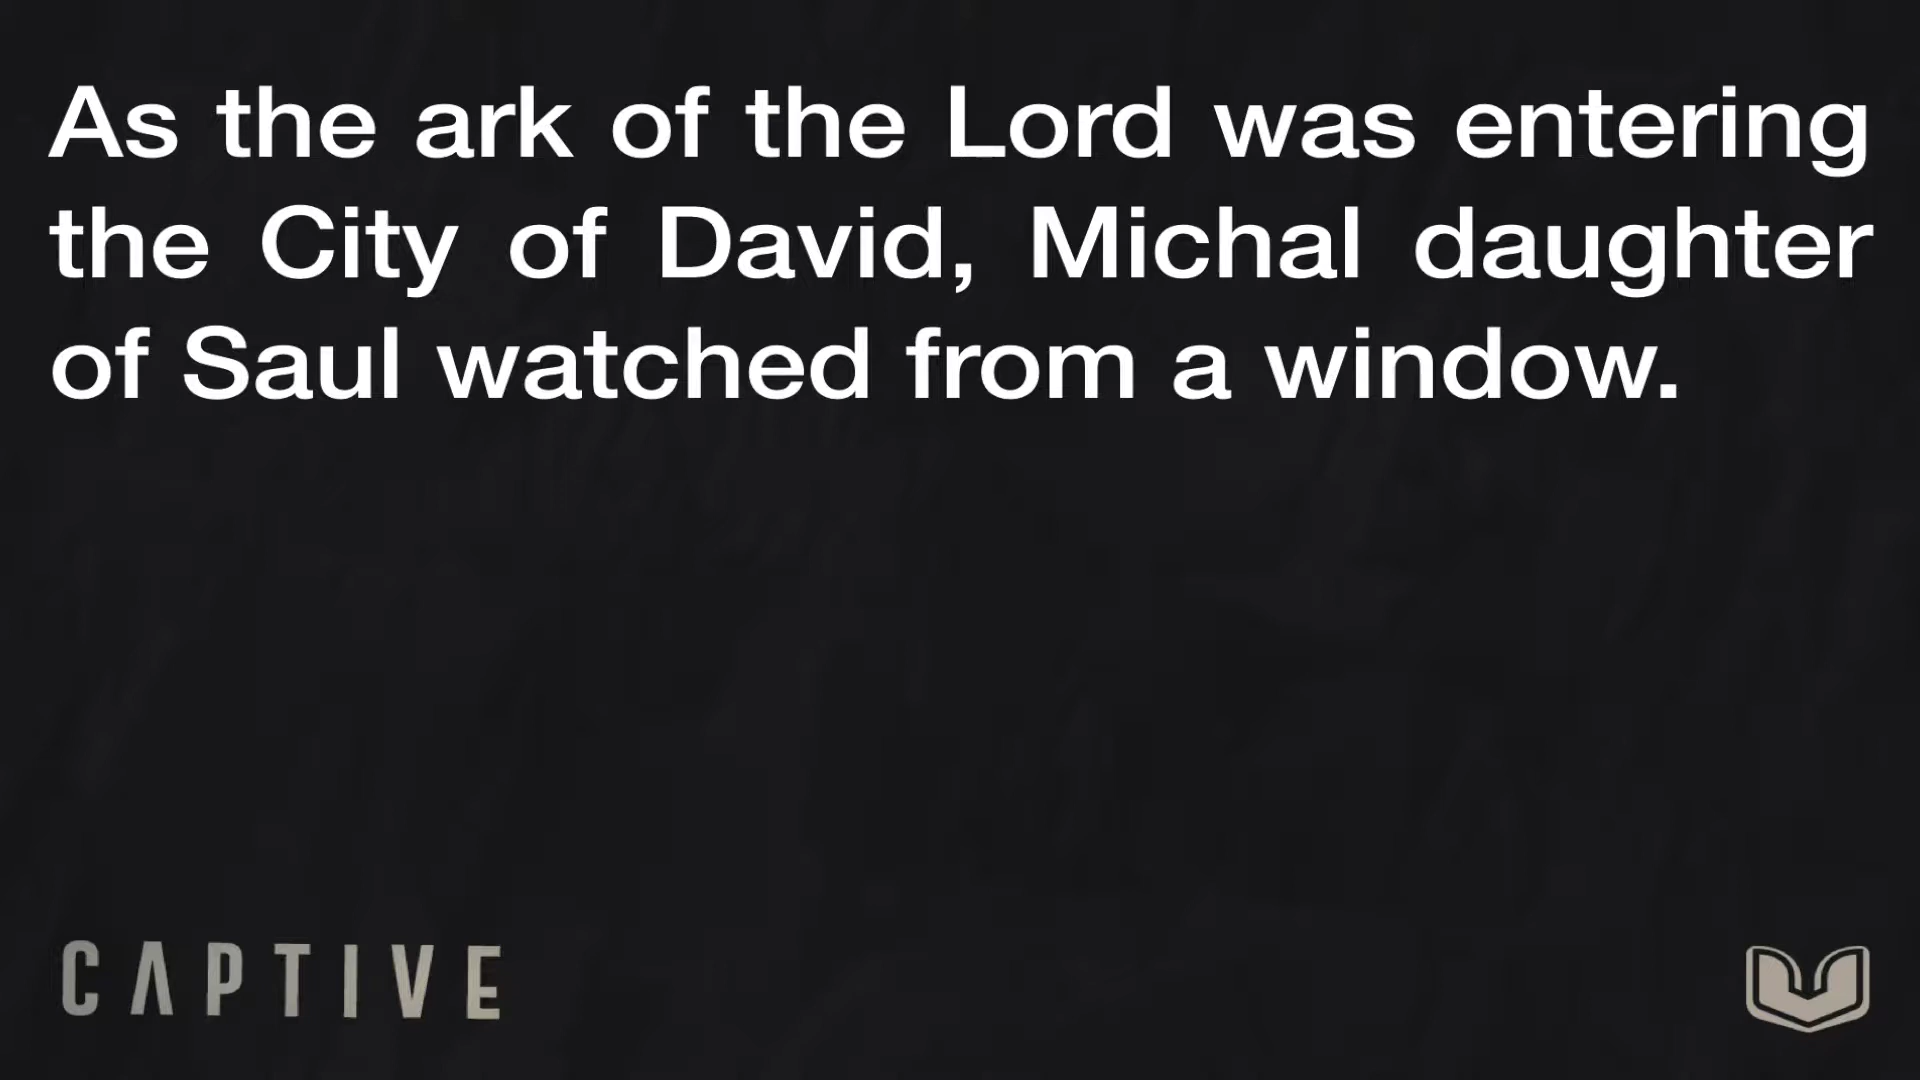 As the ark of the Lord was entering
the City of David, Michal daughter
of Saul watched from a window.
CAPTIVE